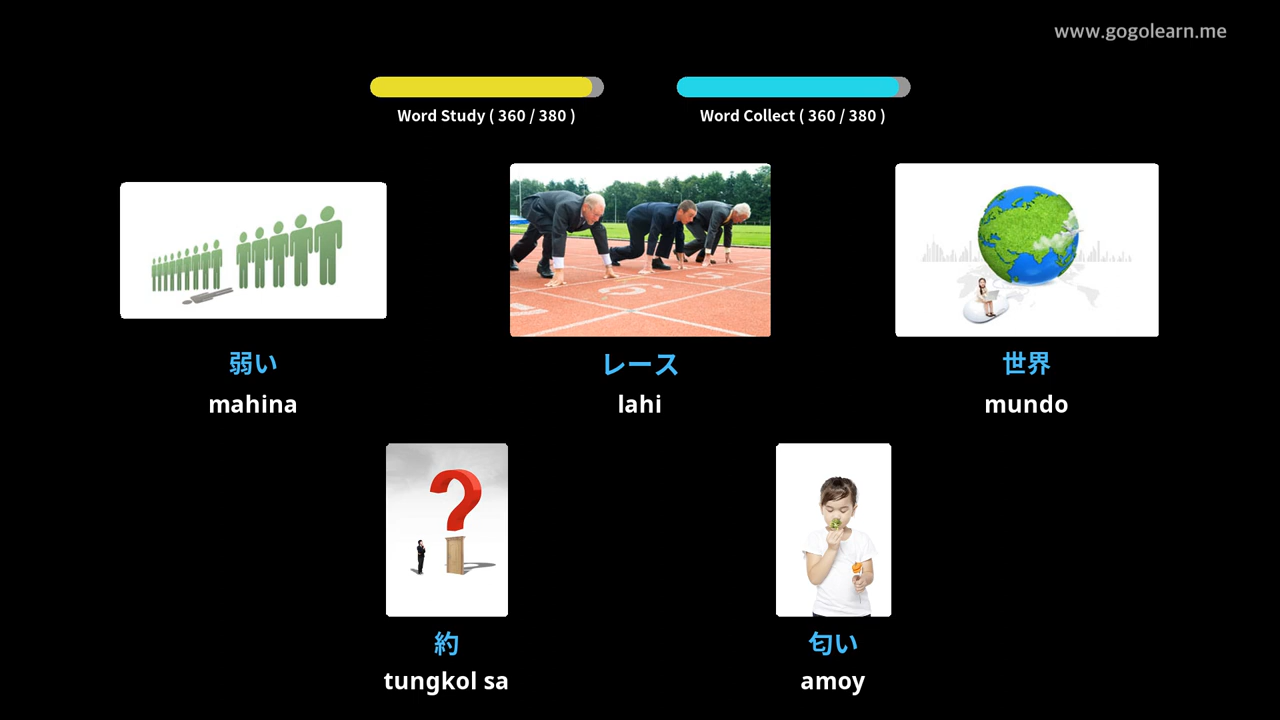 www.gogolearn.me
Word Study ( 360 / 380 )
Word Collect ( 360 / 380 )
弱い
mahina
レース
lahi
世界
mundo
約
tungkol sa
匂い
amoy